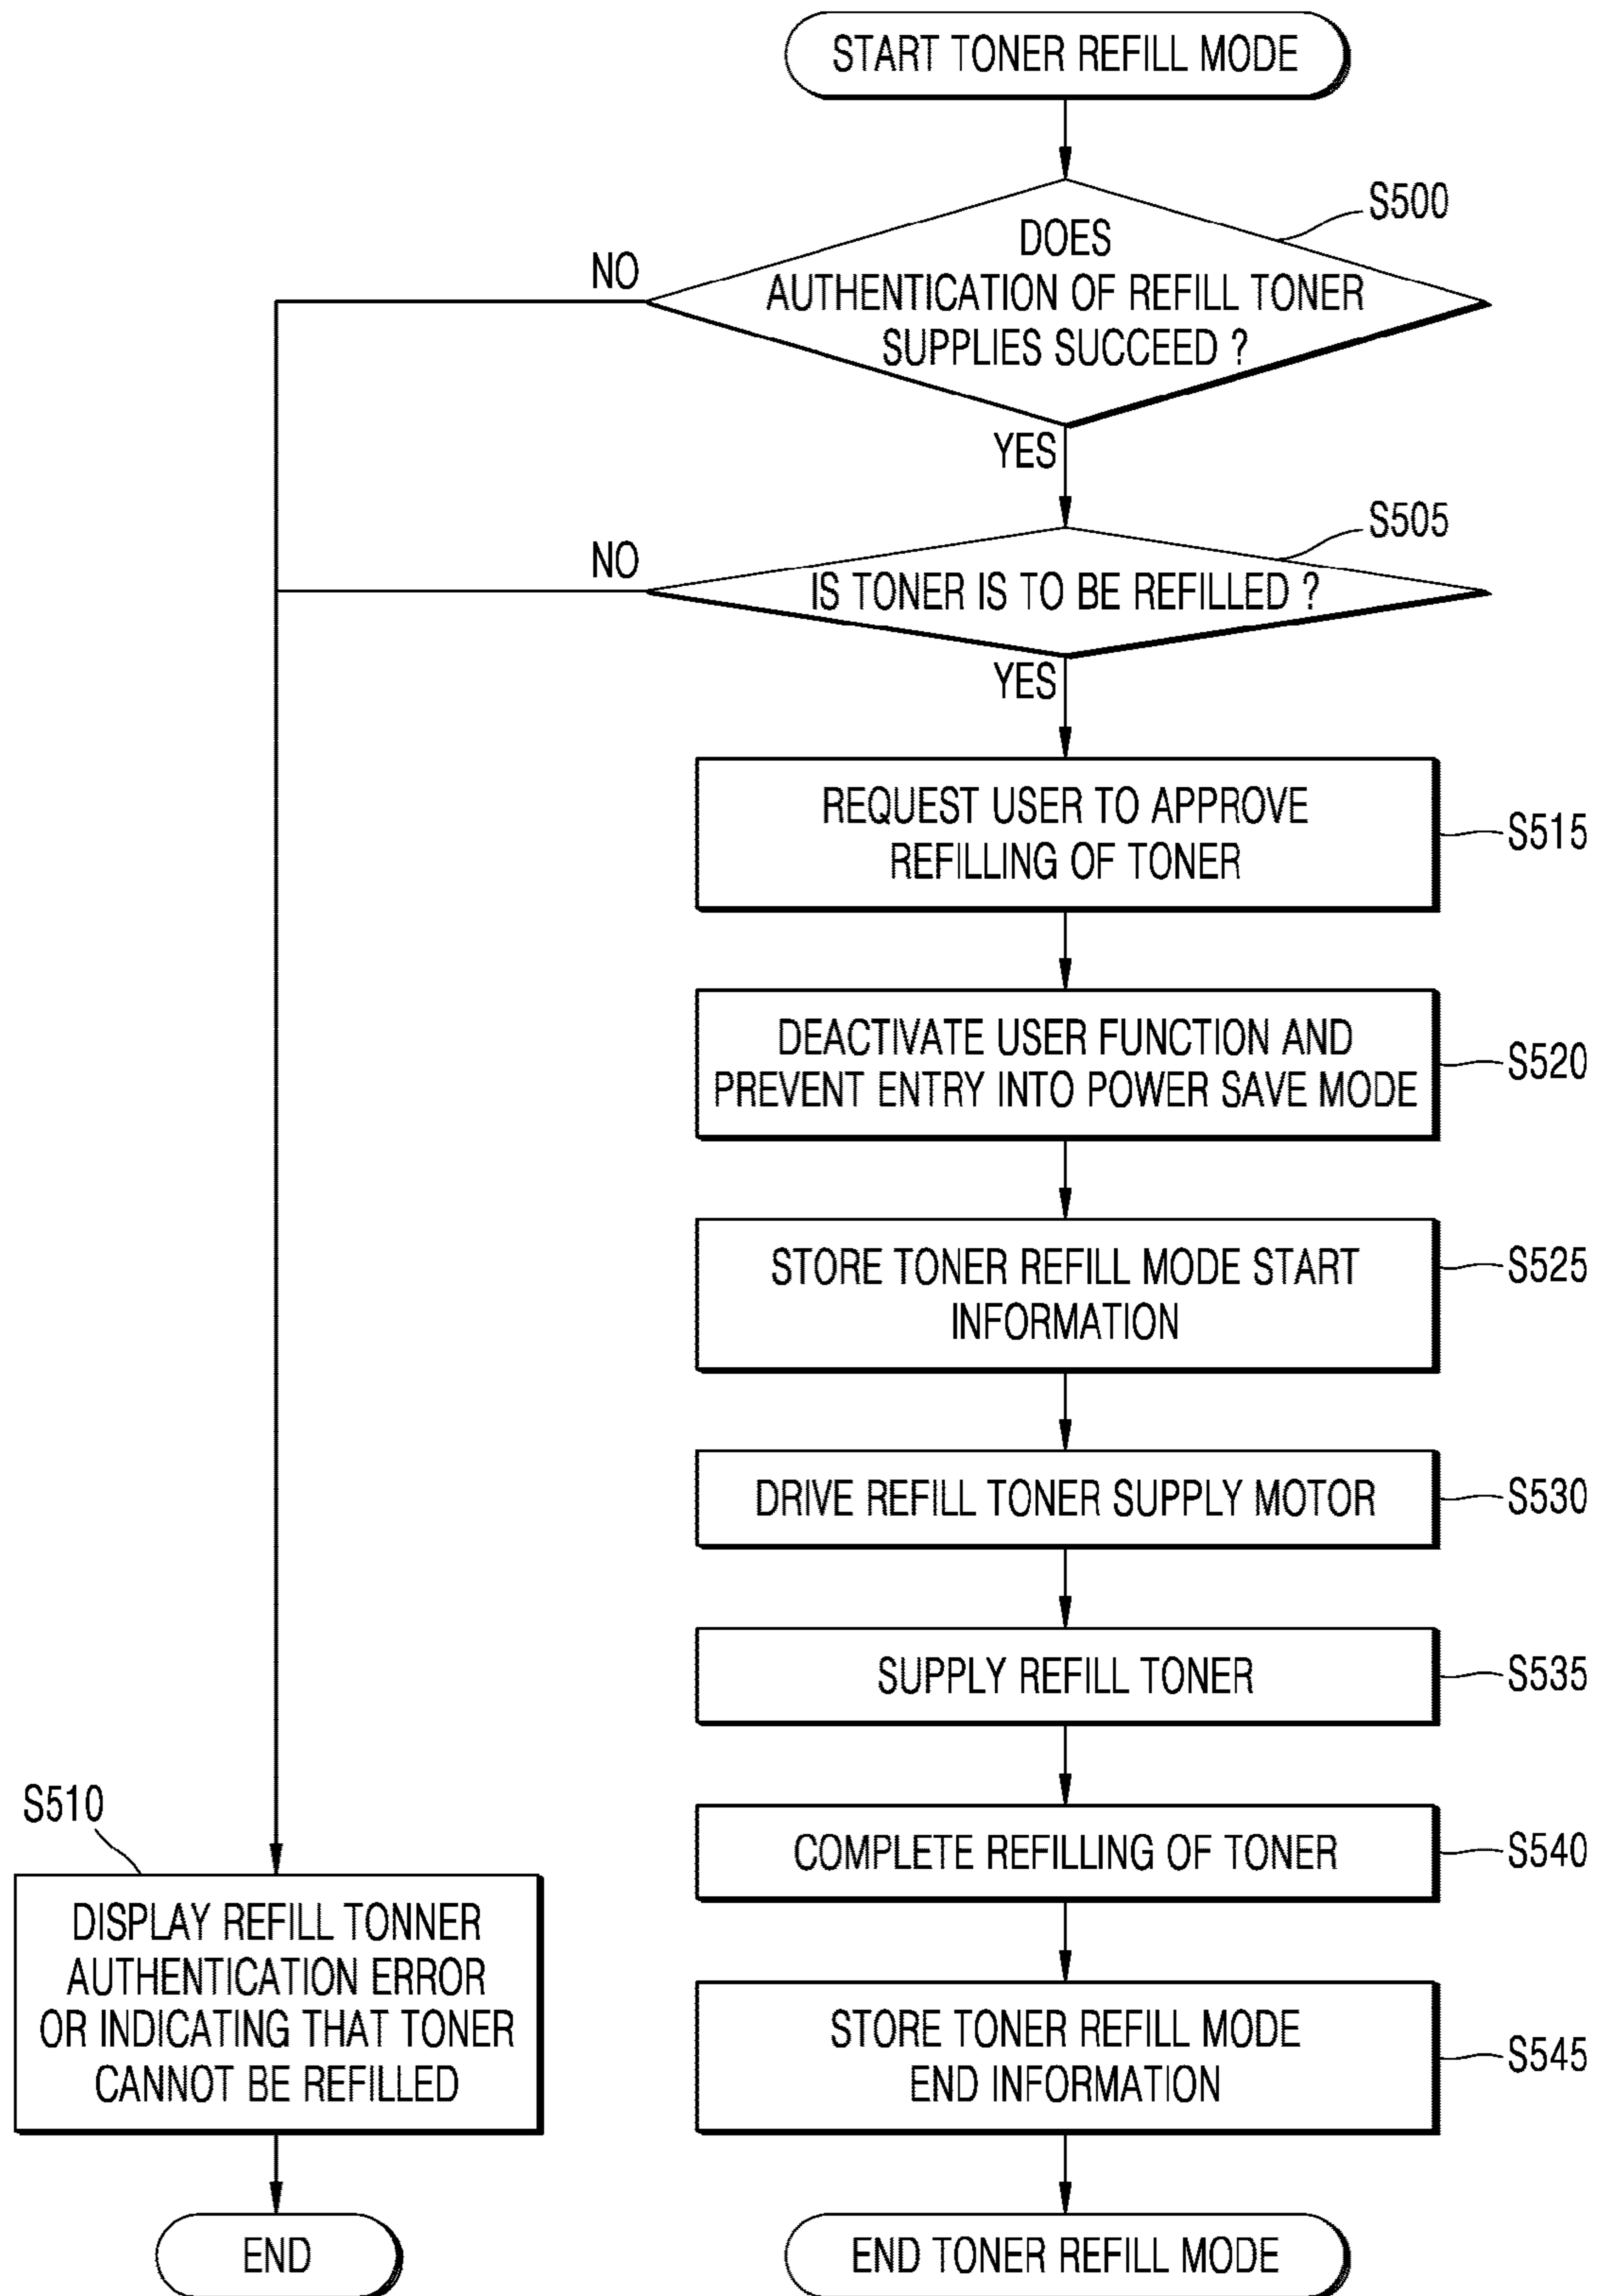 START TONER REFILL MODE
S500
DOES
AUTHENTICATION OF REFILL TONER
SUPPLIES SUCCEED ?
NO
YES
S505
IS TONER IS TO BE REFILLED ?
NO
YES
REQUEST USER TO APPROVE
REFILLING OF TONER
S515
DEACTIVATE USER FUNCTION AND
PREVENT ENTRY INTO POWER SAVE MODE
S520
STORE TONER REFILL MODE START
INFORMATION
S525
DRIVE REFILL TONER SUPPLY MOTOR
S530
SUPPLY REFILL TONER
S535
COMPLETE REFILLING OF TONER
S540
STORE TONER REFILL MODE
END INFORMATION
S545
END TONER REFILL MODE
S510
DISPLAY REFILL TONNER
AUTHENTICATION ERROR
OR INDICATING THAT TONER
CANNOT BE REFILLED
END